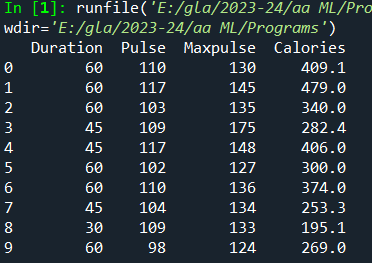 In [1]: runfile('E:/gla/2023-24/aa ML/Pro
wdir='E:/gla/2023-24/aa ML/Programs')
Duration Pulse Maxpulse Calories
0 60 110 130 409.1
1 60 117 145 479.0
2 60 103 135 340.0
3 45 109 175 282.4
4 45 117 148 406.0
5 60 102 127 300.0
6 60 110 136 374.0
7 45 104 134 253.3
8 30 109 133 195.1
9 60 98 124 269.0